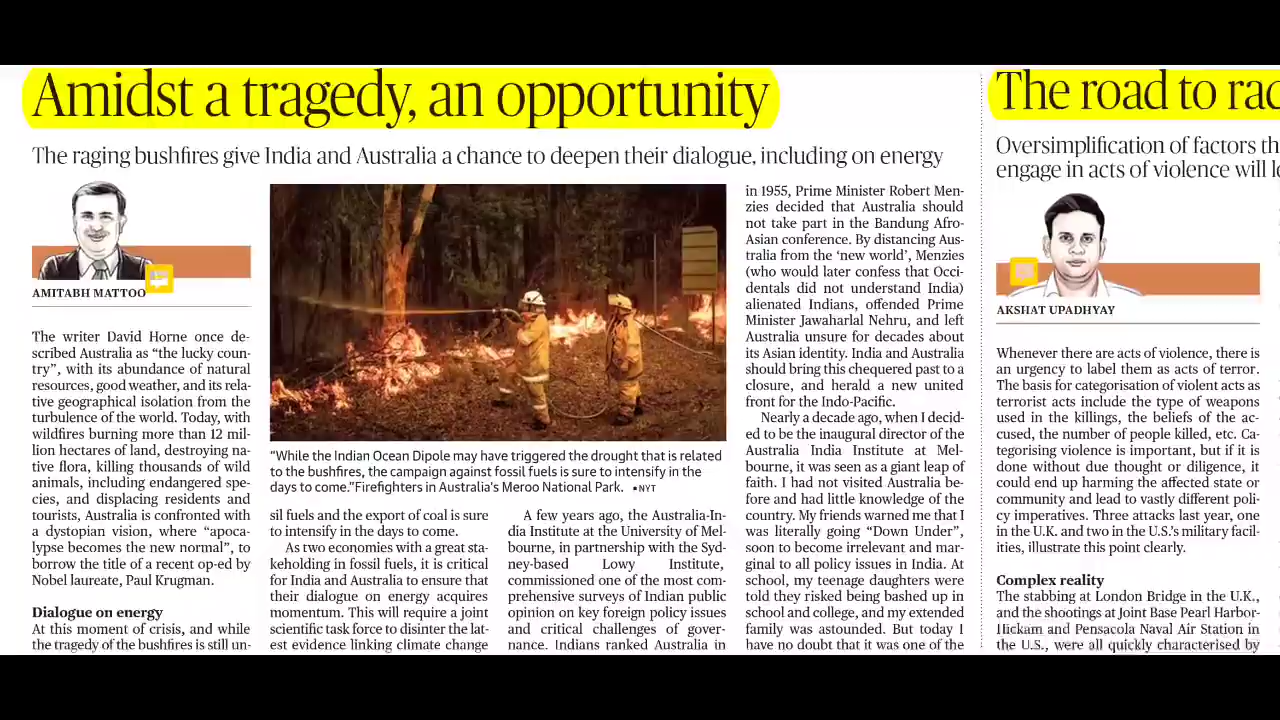 Amidst a tragedy, an opportunity
The raging bushfires give India and Australia a chance to deepen their dialogue, including on energy
AMITABH MATTOO
The writer David Horne once de-
scribed Australia as “the lucky coun-
try”, with its abundance of natural
resources, good weather, and its rela-
tive geographical isolation from the
turbulence of the world. Today, with
wildfires burning more than 12 mil-
lion hectares of land, destroying na-
tive flora, killing thousands of wild
animals, including endangered spe-
cies, and displacing residents and
tourists, Australia is confronted with
a dystopian vision, where “apoca-
lypse becomes the new normal”, to
borrow the title of a recent op-ed by
Nobel laureate, Paul Krugman.
Dialogue on energy
At this moment of crisis, and while
the tragedy of the bushfires is still un-
“While the Indian Ocean Dipole may have triggered the drought that is related
to the bushfires, the campaign against fossil fuels is sure to intensify in the
days to come.”Firefighters in Australia's Meroo National Park. •NYT
sil fuels and the export of coal is sure
to intensify in the days to come.
As two economies with a great sta-
keholding in fossil fuels, it is critical
for India and Australia to ensure that
their dialogue on energy acquires
momentum. This will require a joint
scientific task force to disinter the lat-
est evidence linking climate change
A few years ago, the Australia-In-
dia Institute at the University of Mel-
bourne, in partnership with the Syd-
ney-based Lowy Institute,
commissioned one of the most com-
prehensive surveys of Indian public
opinion on key foreign policy issues
and critical challenges of gover-
nance. Indians ranked Australia in
in 1955, Prime Minister Robert Men-
zies decided that Australia should
not take part in the Bandung Afro-
Asian conference. By distancing Aus-
tralia from the ‘new world’, Menzies
(who would later confess that Occi-
dentals did not understand India)
alienated Indians, offended Prime
Minister Jawaharlal Nehru, and left
Australia unsure for decades about
its Asian identity. India and Australia
should bring this chequered past to a
closure, and herald a new united
front for the Indo-Pacific.
Nearly a decade ago, when I decid-
ed to be the inaugural director of the
Australia India Institute at Mel-
bourne, it was seen as a giant leap of
faith. I had not visited Australia be-
fore and had little knowledge of the
country. My friends warned me that I
was literally going “Down Under”,
soon to become irrelevant and mar-
ginal to all policy issues in India. At
school, my teenage daughters were
told they risked being bashed up in
school and college, and my extended
family was astounded. But today I
have no doubt that it was one of the
The road to rac
Oversimplification of factors th
engage in acts of violence will l
AKSHAT UPADHYAY
Whenever there are acts of violence, there is
an urgency to label them as acts of terror.
The basis for categorisation of violent acts as
terrorist acts include the type of weapons
used in the killings, the beliefs of the ac-
cused, the number of people killed, etc. Ca-
tegorising violence is important, but if it is
done without due thought or diligence, it
could end up harming the affected state or
community and lead to vastly different poli-
cy imperatives. Three attacks last year, one
in the U.K. and two in the U.S.'s military facil-
ities, illustrate this point clearly.
Complex reality
The stabbing at London Bridge in the U.K.,
and the shootings at Joint Base Pearl Harbor-
Hickam and Pensacola Naval Air Station in
the U.S., were all quickly characterised by